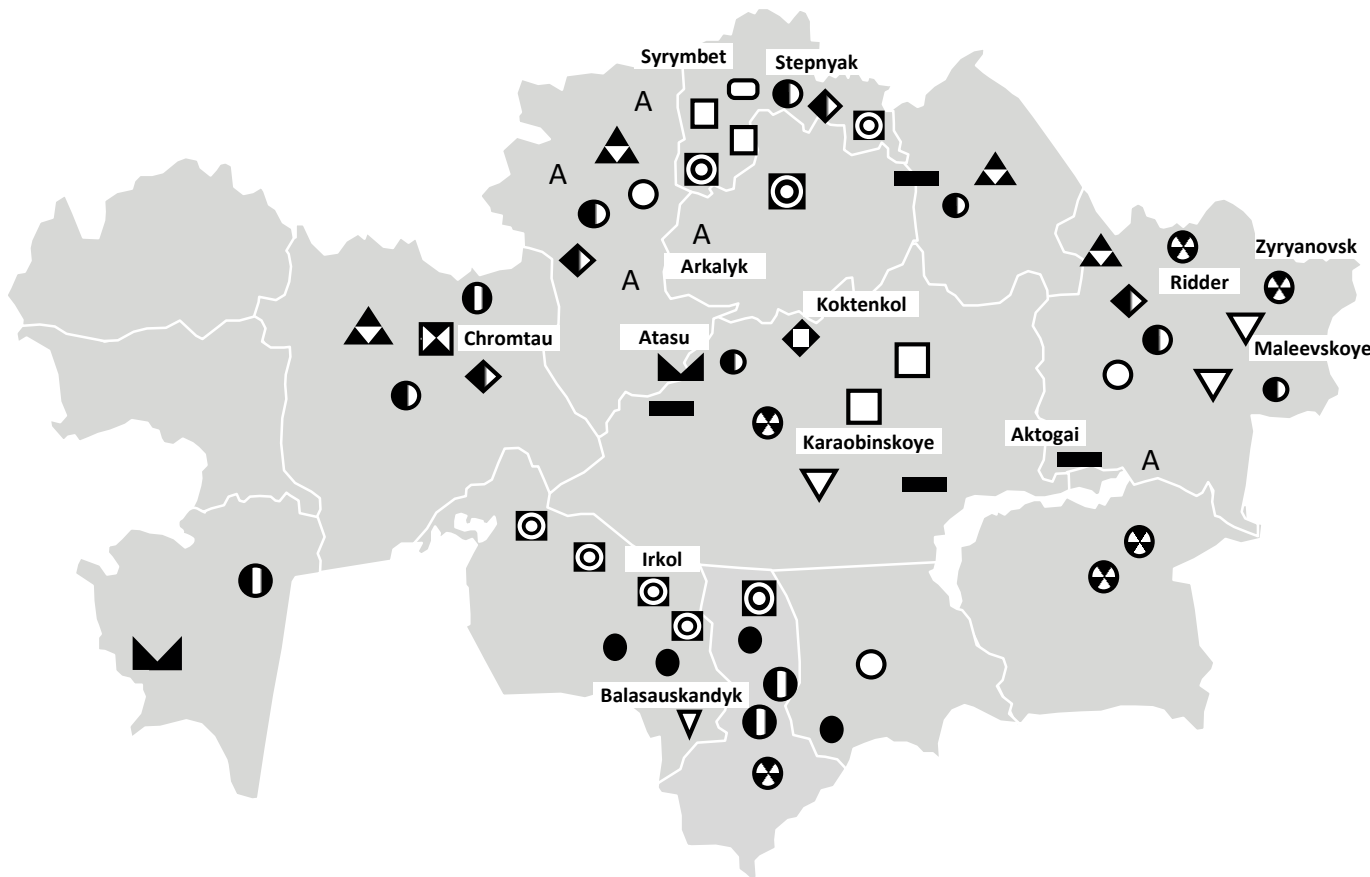 Syrymbet
Stepnyak
A
A
A
Arkalyk
A
Zyryanovsk
Ridder
Koktenkol
Chromtau
Atasu
Maleevskoye
Karaobinskoye
Aktogai
A
Irkol
Balasauskandyk